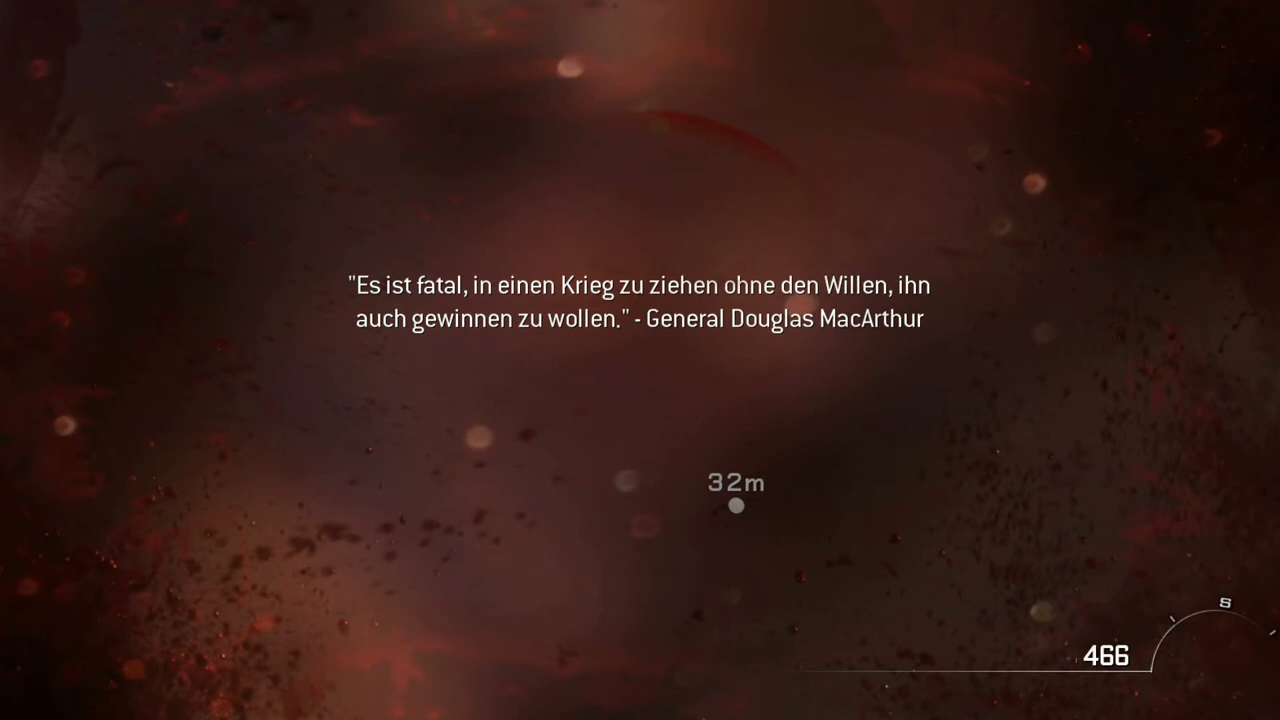 "Es ist fatal, in einen Krieg zu ziehen ohne den Willen, ihn
auch gewinnen zu wollen." - General Douglas MacArthur
32m
S
466